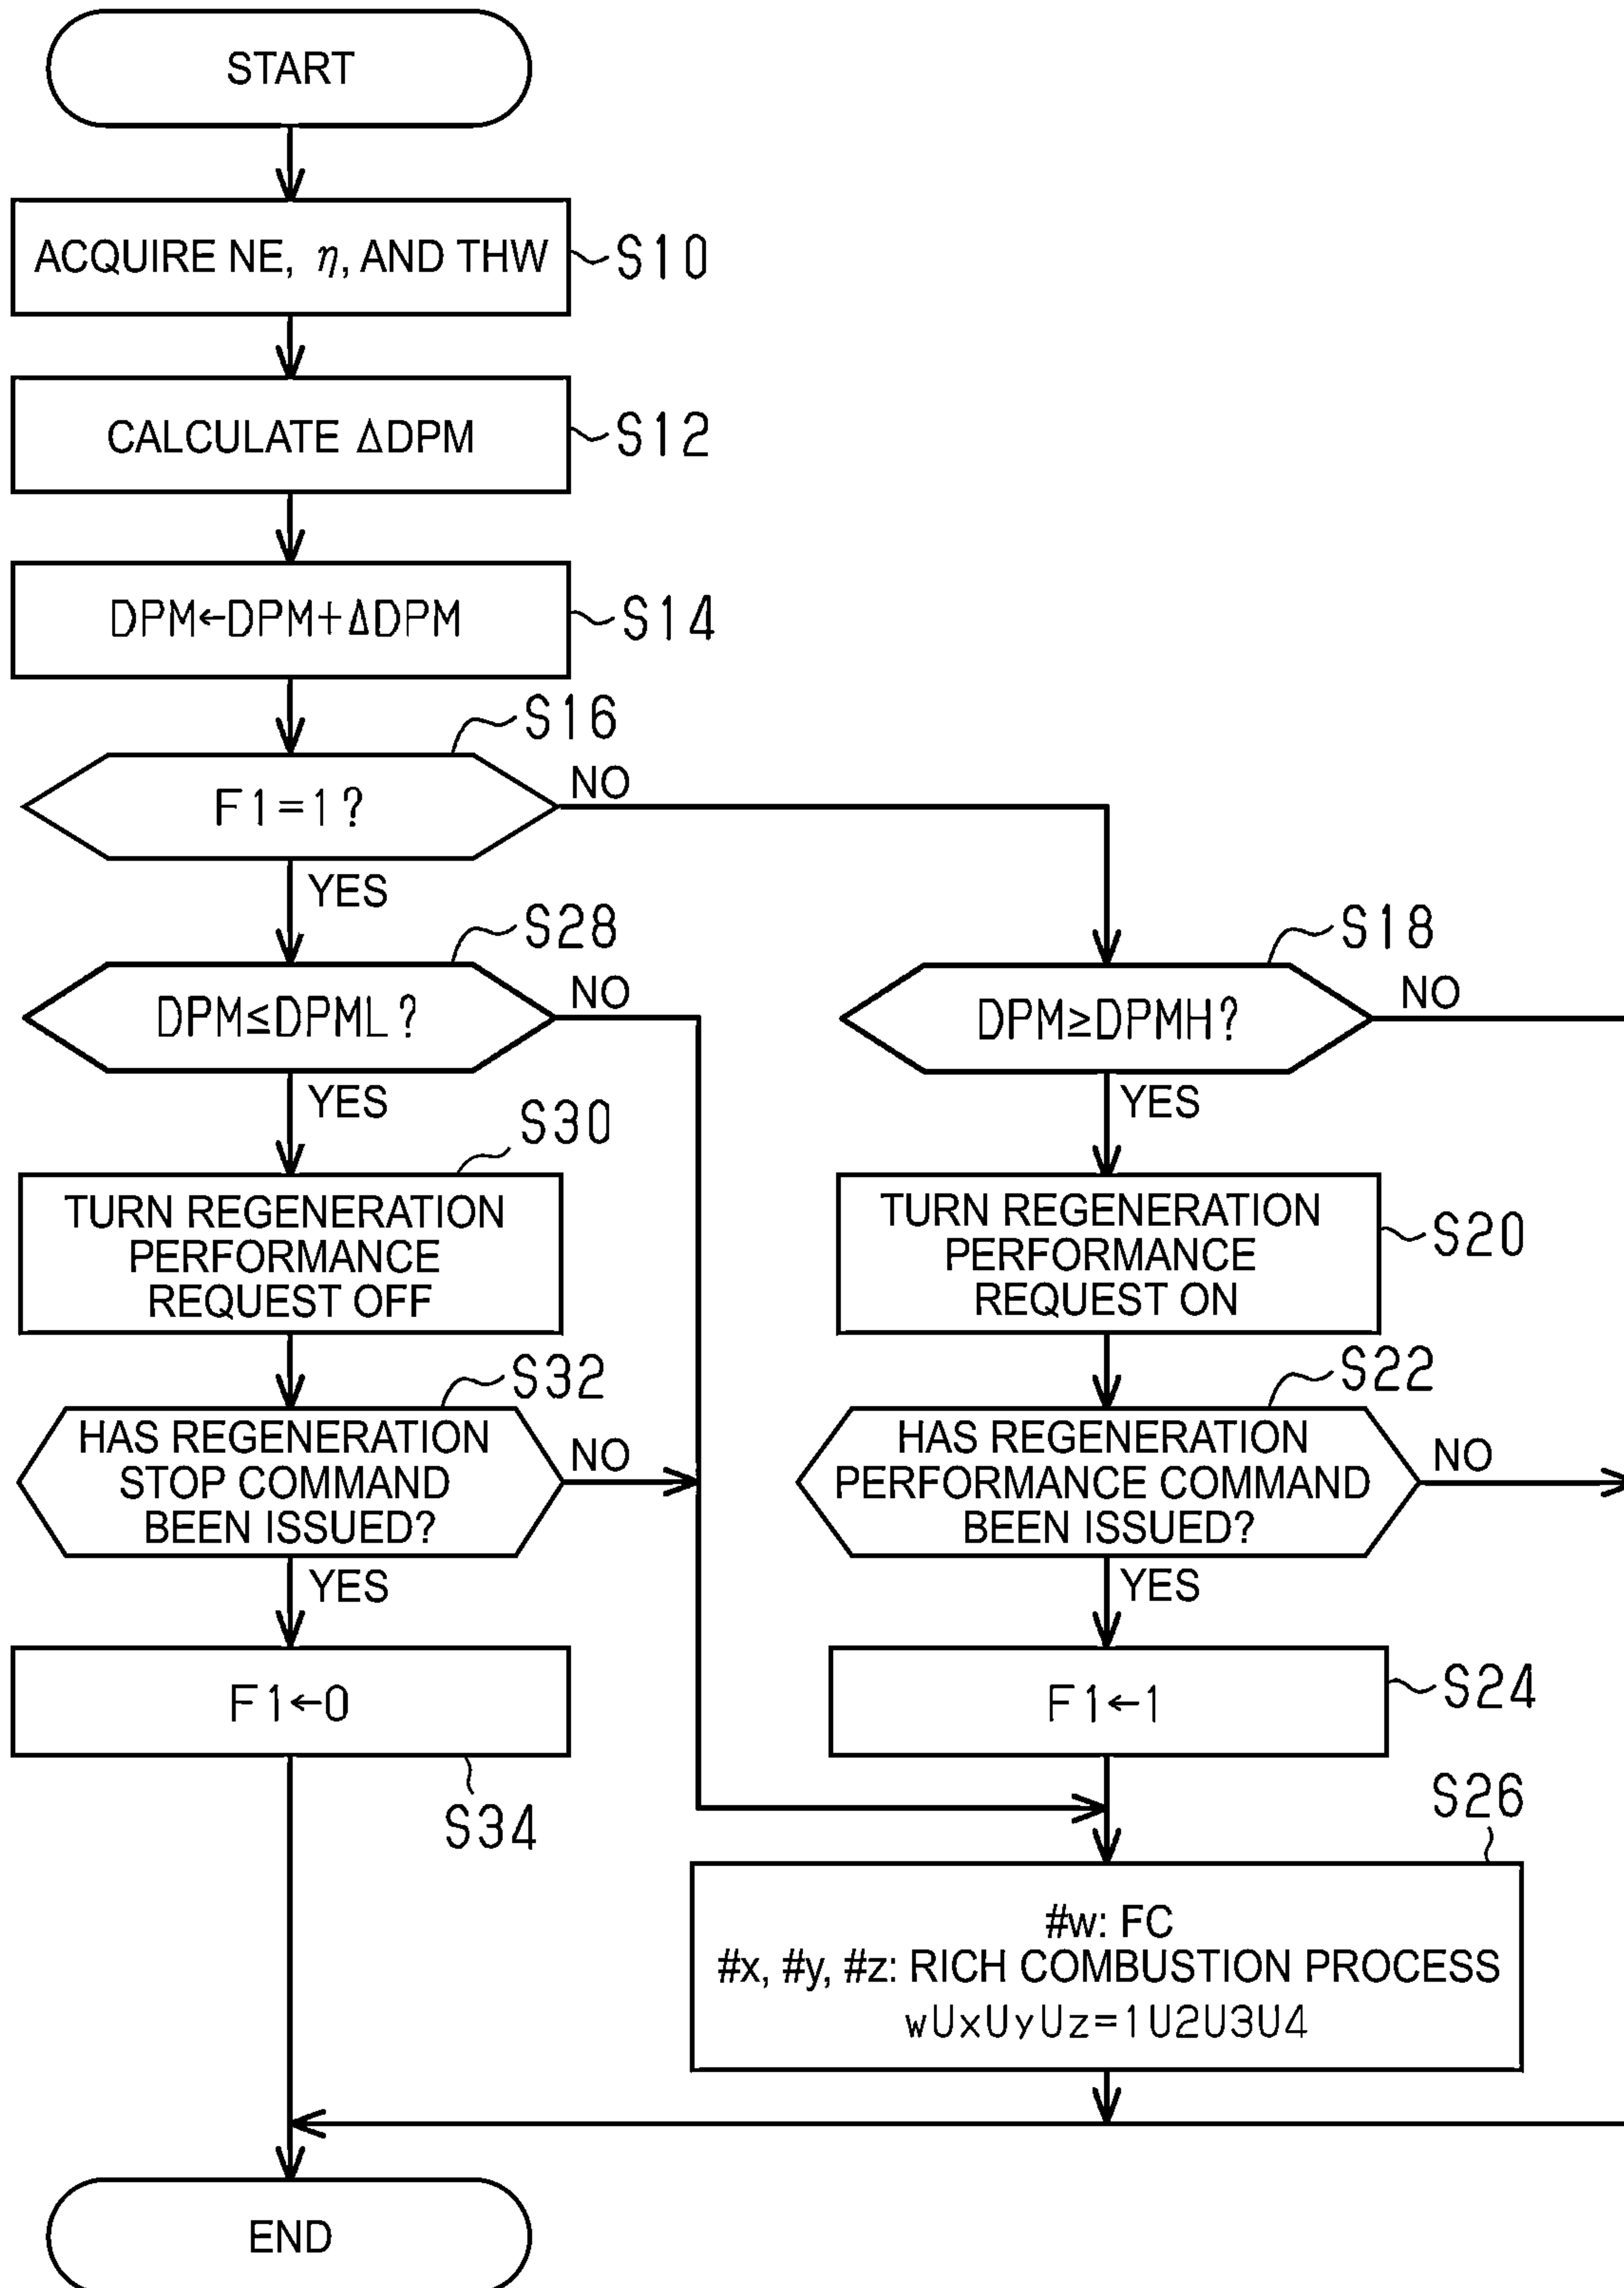 START
ACQUIRE NE, η, AND THW
S10
CALCULATE ΔDPM
S12
DPM←DPM+ΔDPM
S14
S16
F1=1?
NO
YES
S28
DPM≤DPML?
NO
YES
S30
TURN REGENERATION
PERFORMANCE
REQUEST OFF
S32
HAS REGENERATION
STOP COMMAND
BEEN ISSUED?
NO
YES
F1←0
S34
S18
DPM≥DPMH?
NO
YES
TURN REGENERATION
PERFORMANCE
REQUEST ON
S20
S22
HAS REGENERATION
PERFORMANCE COMMAND
BEEN ISSUED?
NO
YES
F1←1
S24
S26
#w: FC
#x, #y, #z: RICH COMBUSTION PROCESS
wUxUyUz=1U2U3U4
END